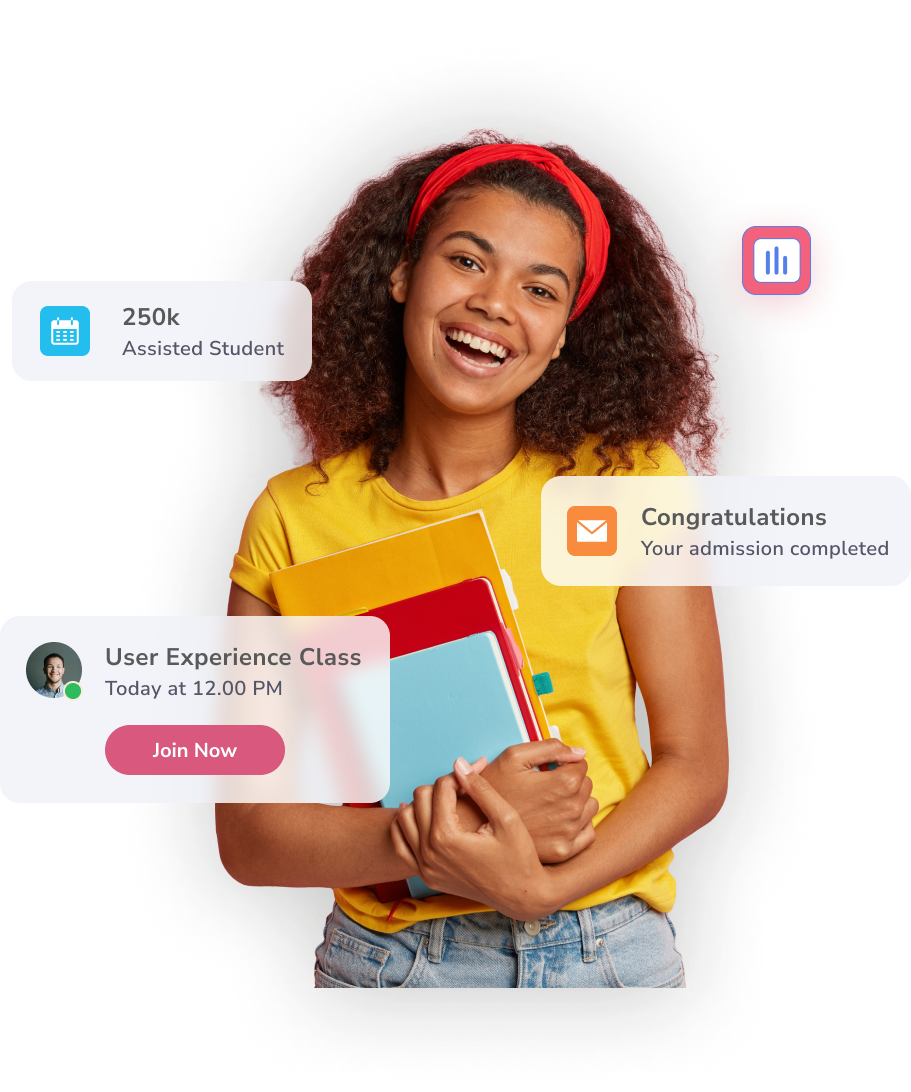 250k
Assisted Student
Congratulations
Your admission completed
User Experience Class
Today at 12.00 PM
Join Now